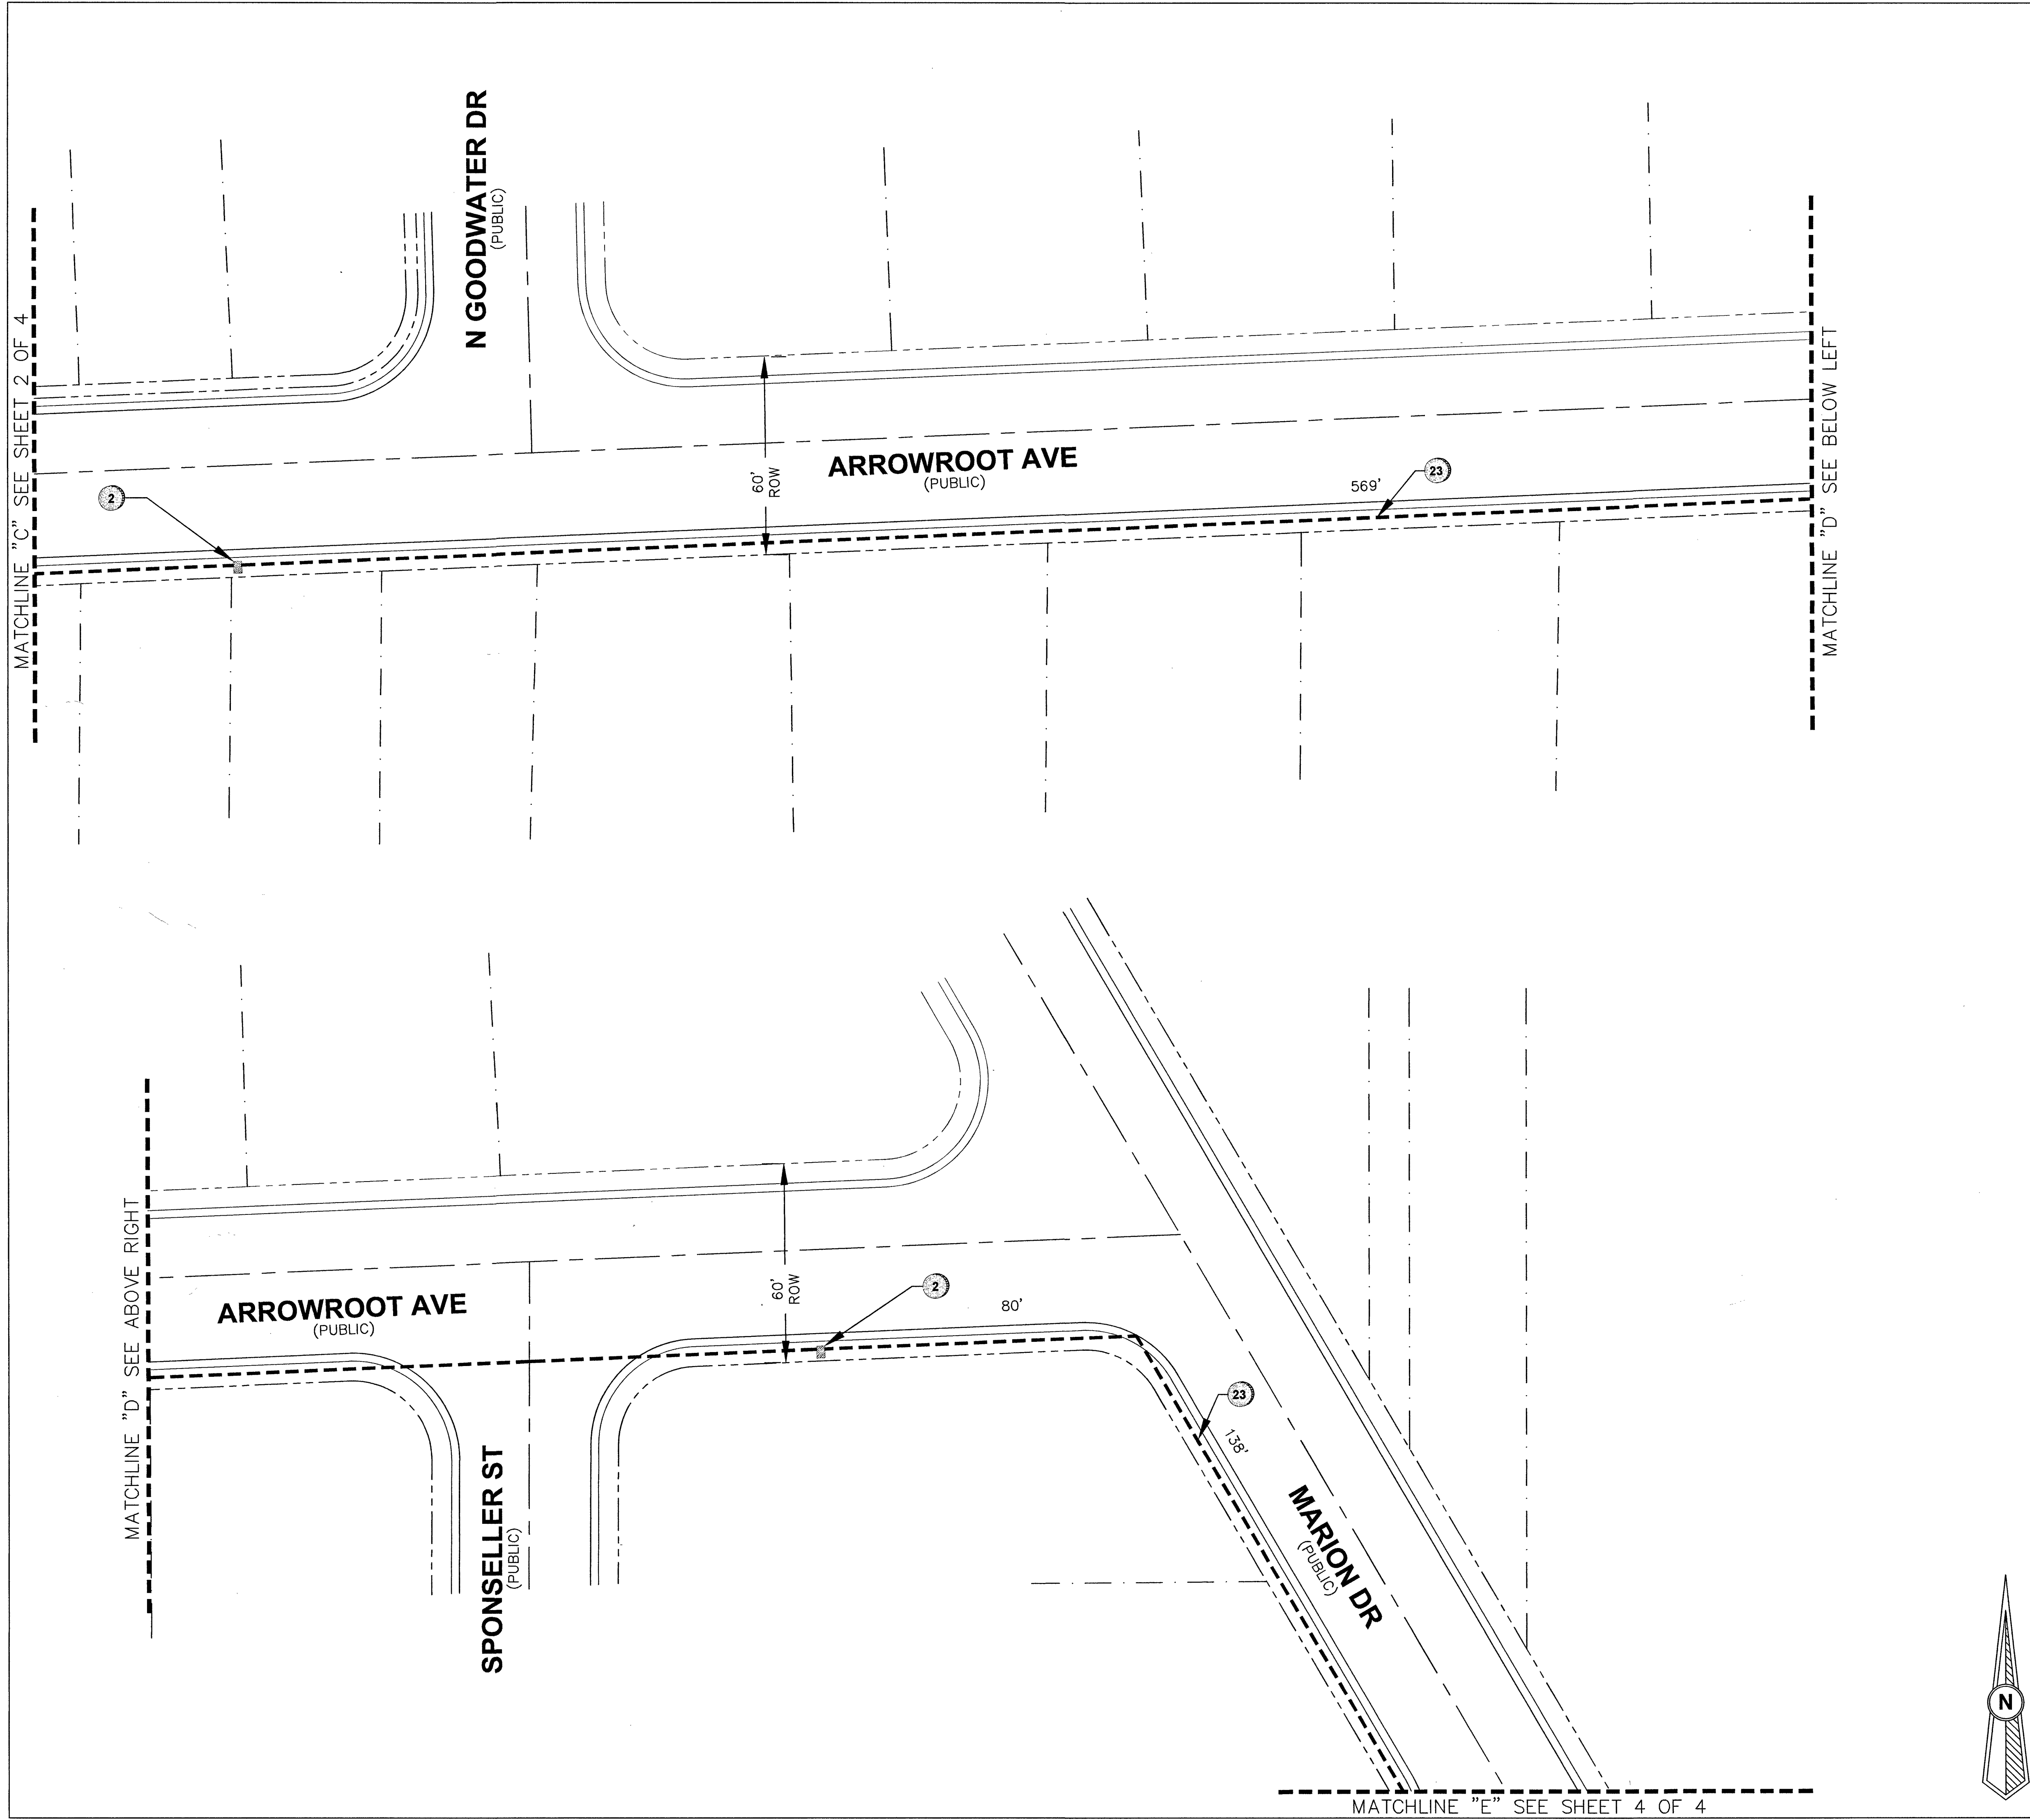 N GOODWATER DR
(PUBLIC)
MATCHLINE "C" SEE SHEET 2 OF 4
2
60'
ROW
ARROWROOT AVE
(PUBLIC)
569'
23
MATCHLINE "D" SEE BELOW LEFT
MATCHLINE "D" SEE ABOVE RIGHT
ARROWROOT AVE
(PUBLIC)
60'
ROW
2
80'
SPONSELLER ST
(PUBLIC)
23
138'
MARION DR
(PUBLIC)
N
MATCHLINE "E" SEE SHEET 4 OF 4